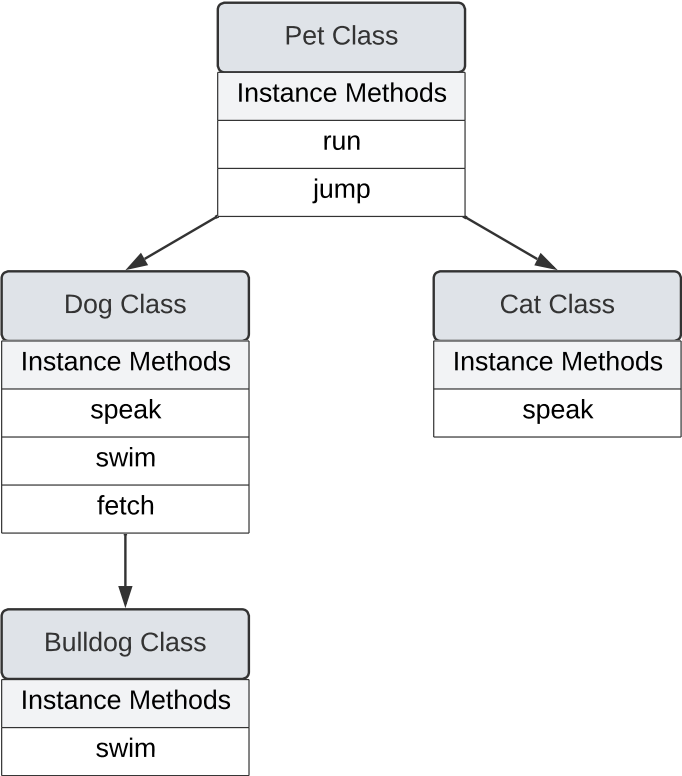 Pet Class
Instance Methods
run
jump
Dog Class
Instance Methods
speak
swim
fetch
Cat Class
Instance Methods
speak
Bulldog Class
Instance Methods
swim